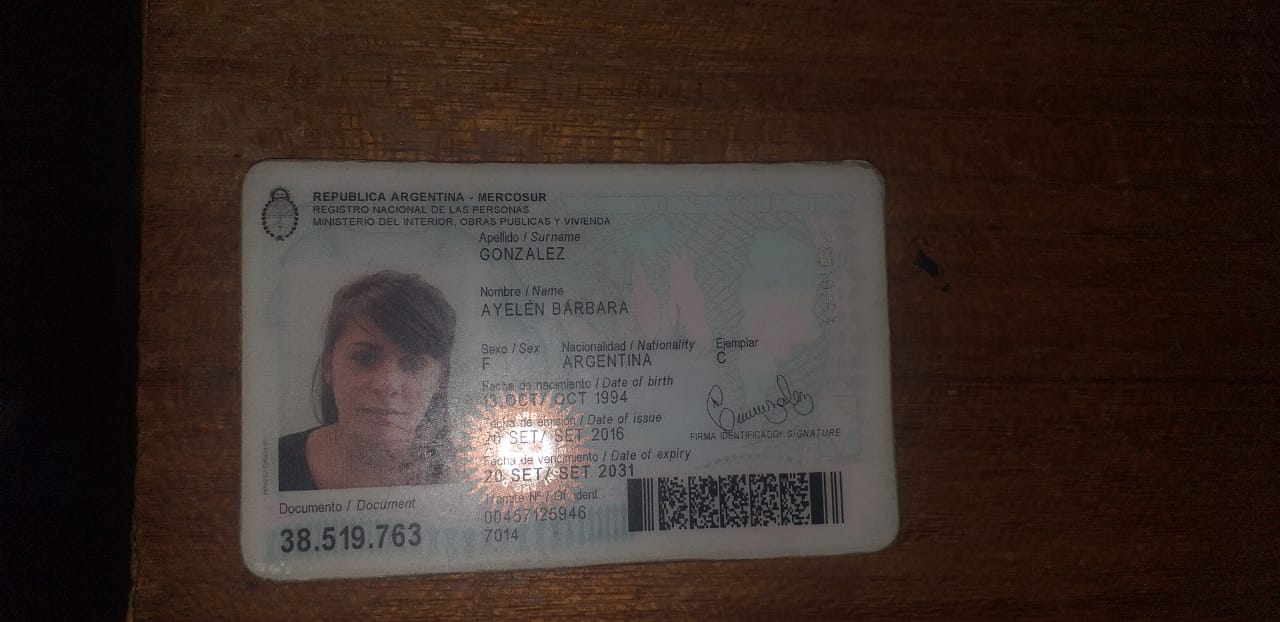 REPUBLICA ARGENTINA - MERCOSUR
REGISTRO NACIONAL DE LAS PERSONAS
MINISTERIO DEL INTERIOR, OBRAS PUBLICAS Y VIVIENDA
Apellido / Surname
GONZALEZ
Nombre / Name
AYELÉN BÁRBARA
Sexo / Sex Nacionalidad / Nationality Ejemplar
F ARGENTINA C
Fecha de nacimiento / Date of birth
13 OCT/ OCT 1994
Fecha de emisión / Date of issue
20 SET/ SET 2016
FIRMA IDENTIFICADO/ SIGNATURE
Fecha de vencimiento / Date of expiry
20 SET/ SET 2031
Tramite Nº / Of. ident.
00457125946
7014
Documento / Document
38.519.763